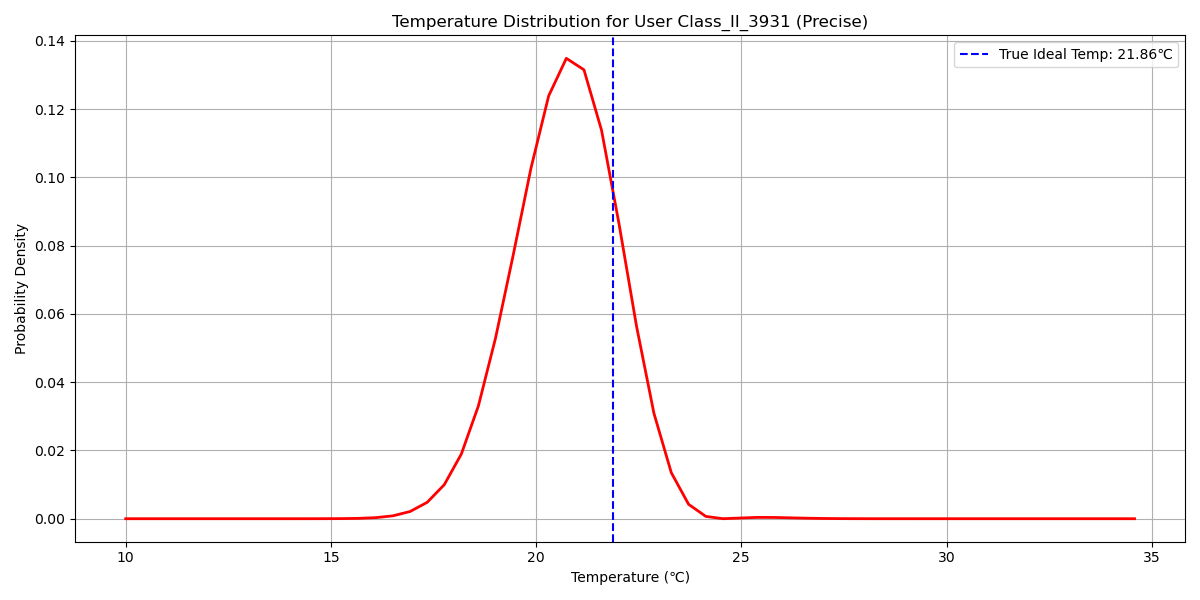 Temperature Distribution for User Class_II_3931 (Precise)
True Ideal Temp: 21.86℃
Probability Density
0.14
0.12
0.10
0.08
0.06
0.04
0.02
0.00
10 15 20 25 30 35
Temperature (℃)